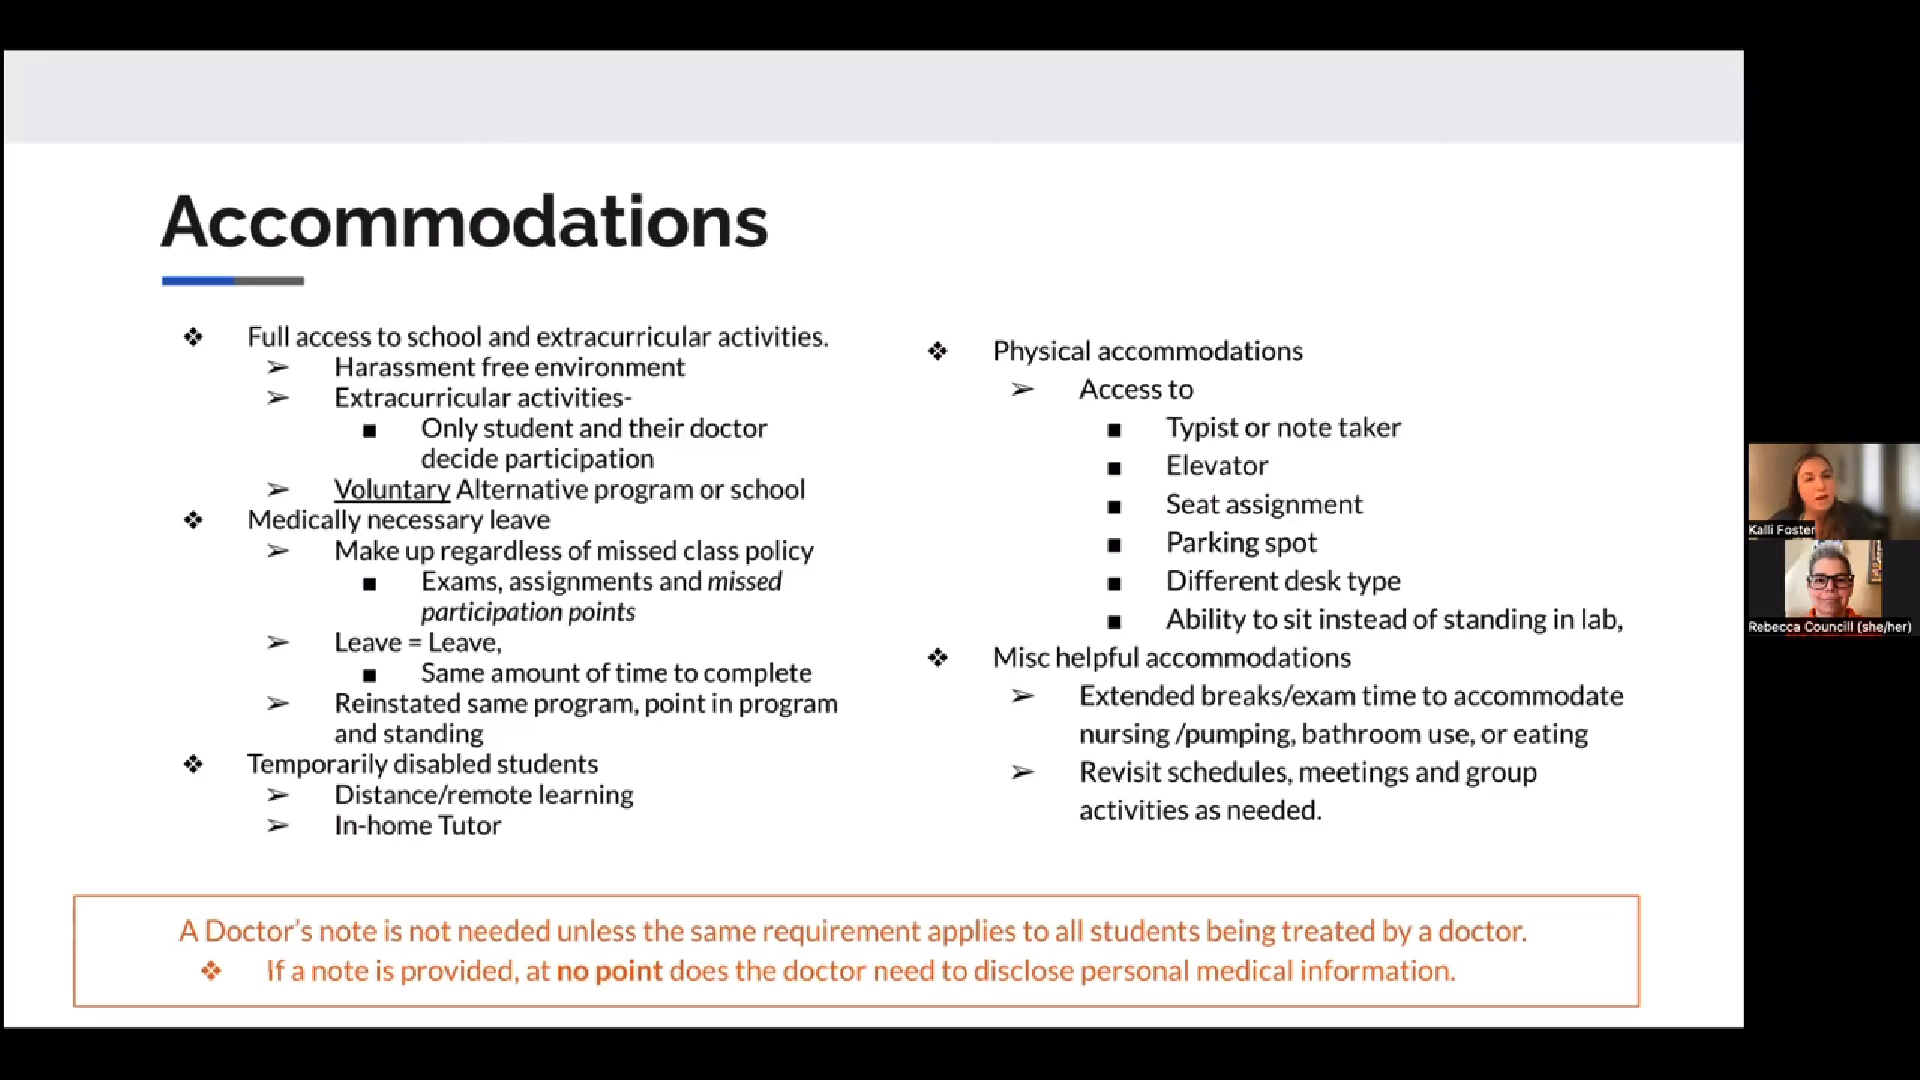 Accommodations
❖ Full access to school and extracurricular activities.
➢ Harassment free environment
➢ Extracurricular activities-
■ Only student and their doctor
decide participation
➢ Voluntary Alternative program or school
❖ Medically necessary leave
➢ Make up regardless of missed class policy
■ Exams, assignments and missed
participation points
➢ Leave = Leave,
■ Same amount of time to complete
➢ Reinstated same program, point in program
and standing
❖ Temporarily disabled students
➢ Distance/remote learning
➢ In-home Tutor
❖ Physical accommodations
➢ Access to
■ Typist or note taker
■ Elevator
■ Seat assignment
■ Parking spot
■ Different desk type
■ Ability to sit instead of standing in lab,
❖ Misc helpful accommodations
➢ Extended breaks/exam time to accommodate
nursing /pumping, bathroom use, or eating
➢ Revisit schedules, meetings and group
activities as needed.
A Doctor's note is not needed unless the same requirement applies to all students being treated by a doctor.
❖ If a note is provided, at no point does the doctor need to disclose personal medical information.
Kalli Foster
Rebecca Councill (she/her)